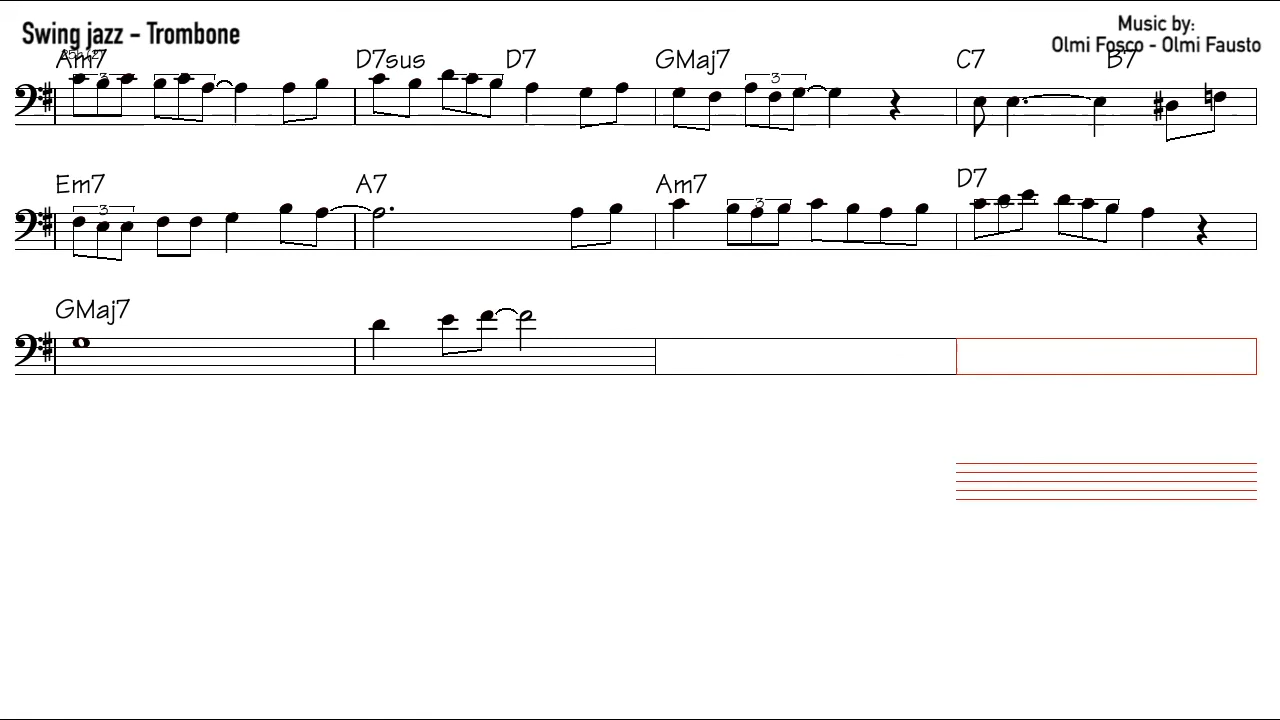 Swing jazz - Trombone
Music by:
Olmi Fosco - Olmi Fausto
Am7 D7sus D7 GMaj7 C7 B7
3 3
Em7 A7 Am7 D7
3 3
GMaj7